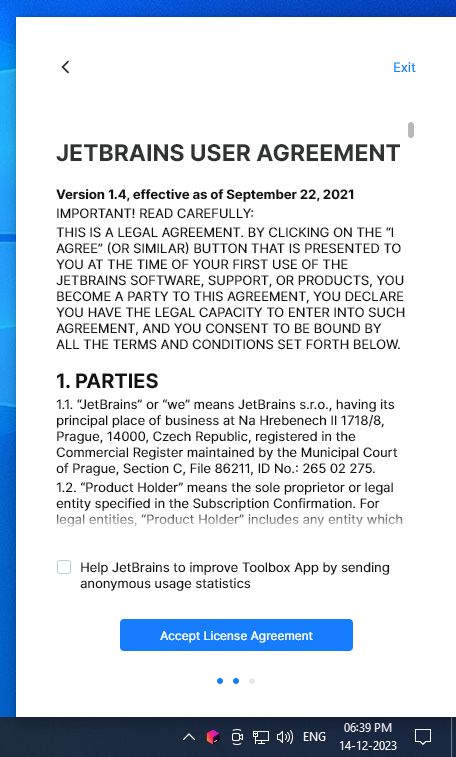 Exit
JETBRAINS USER AGREEMENT
Version 1.4, effective as of September 22, 2021
IMPORTANT! READ CAREFULLY:
THIS IS A LEGAL AGREEMENT. BY CLICKING ON THE “I
AGREE” (OR SIMILAR) BUTTON THAT IS PRESENTED TO
YOU AT THE TIME OF YOUR FIRST USE OF THE
JETBRAINS SOFTWARE, SUPPORT, OR PRODUCTS, YOU
BECOME A PARTY TO THIS AGREEMENT, YOU DECLARE
YOU HAVE THE LEGAL CAPACITY TO ENTER INTO SUCH
AGREEMENT, AND YOU CONSENT TO BE BOUND BY
ALL THE TERMS AND CONDITIONS SET FORTH BELOW.
1. PARTIES
1.1. “JetBrains” or “we” means JetBrains s.r.o., having its
principal place of business at Na Hrebenech II 1718/8,
Prague, 14000, Czech Republic, registered in the
Commercial Register maintained by the Municipal Court
of Prague, Section C, File 86211, ID No.: 265 02 275.
1.2. “Product Holder” means the sole proprietor or legal
entity specified in the Subscription Confirmation. For
legal entities, “Product Holder” includes any entity which
Help JetBrains to improve Toolbox App by sending
anonymous usage statistics
Accept License Agreement
ENG
06:39 PM
14-12-2023